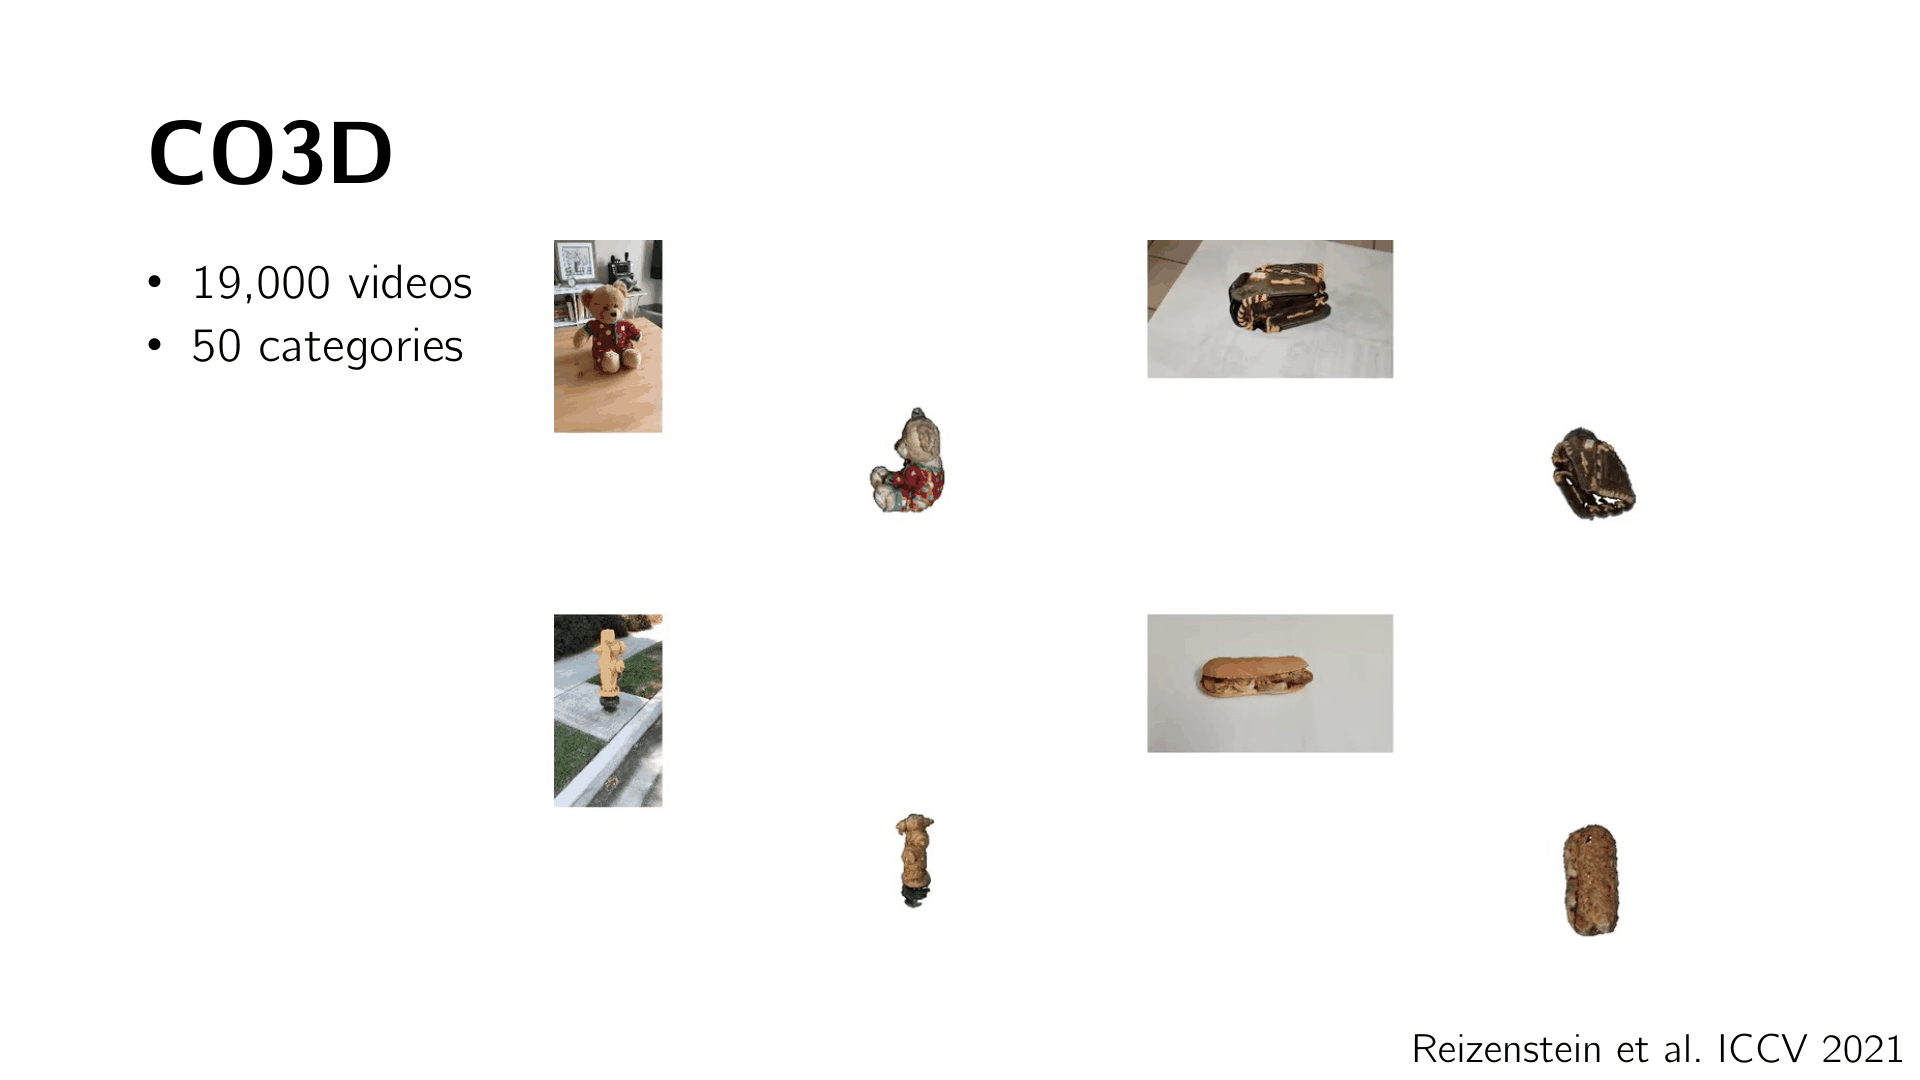 CO3D
• 19,000 videos
• 50 categories
Reizenstein et al. ICCV 2021